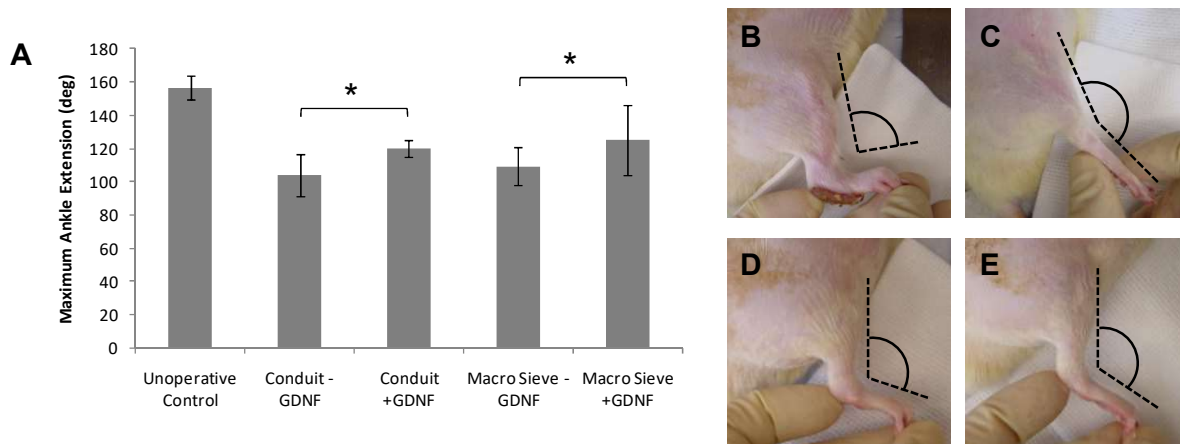 A
Maximum Ankle Extension (deg)
180
160
140
120
100
80
60
40
20
0
*
*
Unoperative
Control
Conduit -
GDNF
Conduit
+GDNF
Macro Sieve -
GDNF
Macro Sieve
+GDNF
B
C
D
E